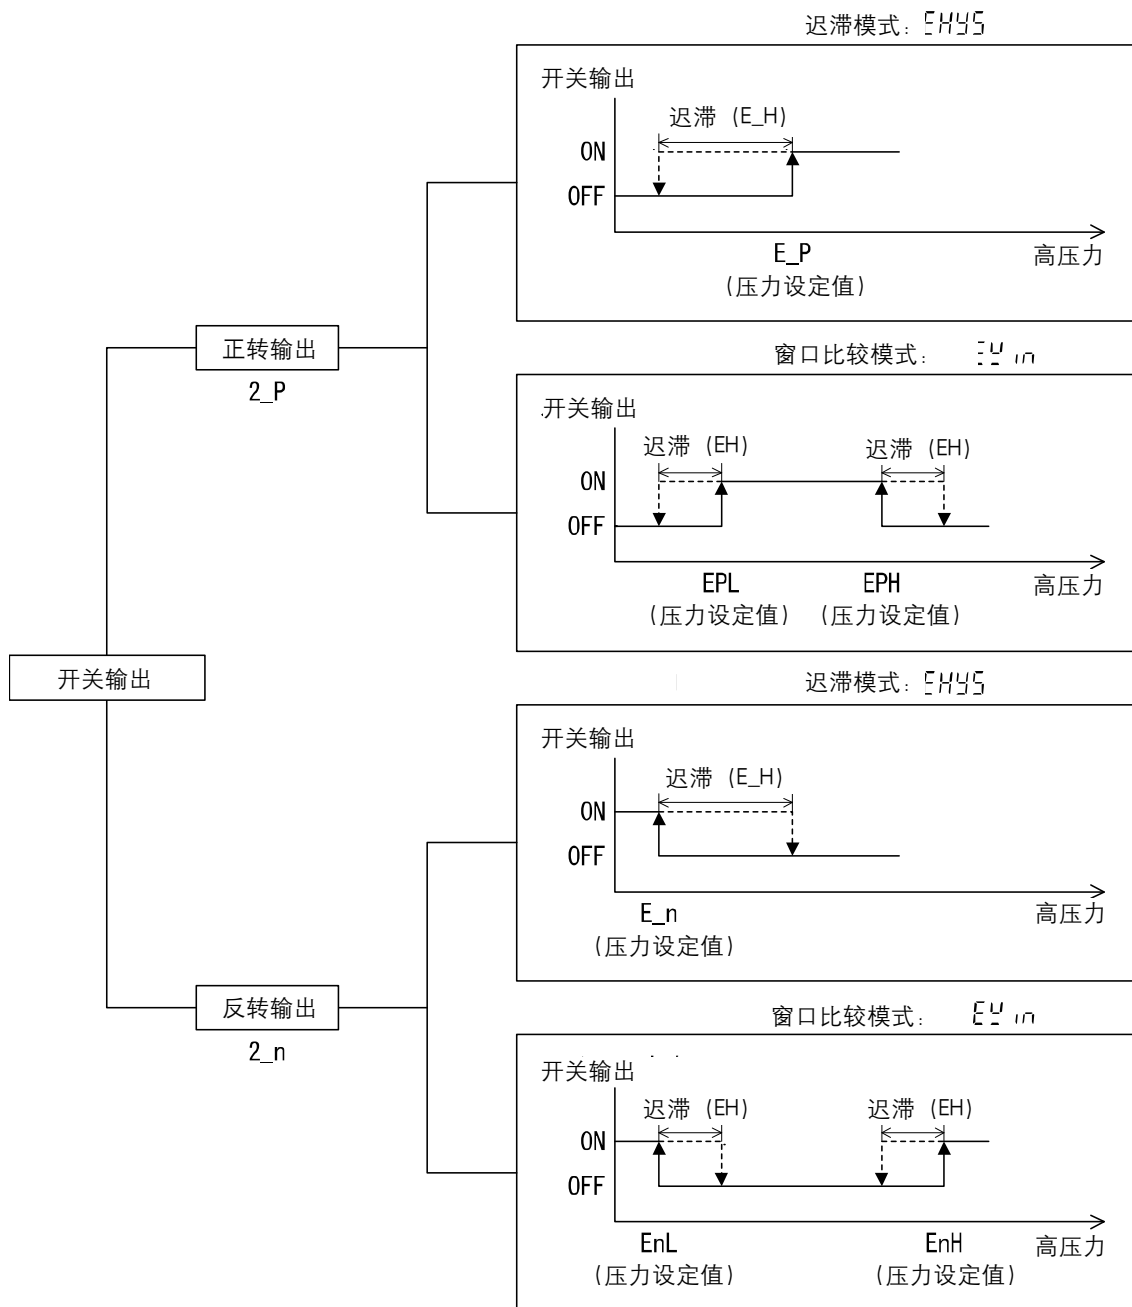 迟滞模式: EHYS
开关输出
迟滞 (E_H)
ON
OFF
E_P
高压力
(压力设定值)
正转输出
2_P
窗口比较模式: EWin
开关输出
迟滞 (EH)
迟滞 (EH)
ON
OFF
EPL
EPH
高压力
(压力设定值)
(压力设定值)
开关输出
迟滞模式: EHYS
开关输出
迟滞 (E_H)
ON
OFF
E_n
高压力
(压力设定值)
反转输出
2_n
窗口比较模式: EWin
开关输出
迟滞 (EH)
迟滞 (EH)
ON
OFF
EnL
EnH
高压力
(压力设定值)
(压力设定值)